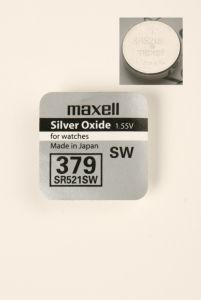 maxell
Silver Oxide 1.55V
for watches
Made in Japan
SW
379
SR521SW